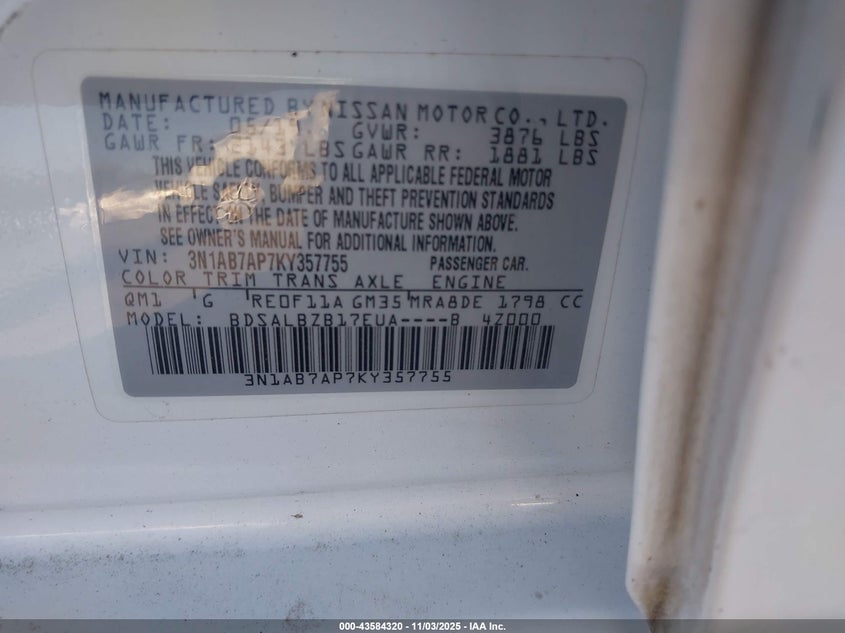 MANUFACTURED BY NISSAN MOTOR CO., LTD.
DATE: GVWR: 3876 LBS
GAWR FR: LBS GAWR RR: 1881 LBS
THIS VEHICLE CONFORMS TO ALL APPLICABLE FEDERAL MOTOR
VEHICLE SAFETY, BUMPER AND THEFT PREVENTION STANDARDS
IN EFFECT ON THE DATE OF MANUFACTURE SHOWN ABOVE.
SEE OWNER'S MANUAL FOR ADDITIONAL INFORMATION.
VIN: 3N1AB7AP7KY357755 PASSENGER CAR.
COLOR TRIM TRANS AXLE ENGINE
QM1 G RE0F11A GM35 MRA8DE 1798 CC
MODEL: BDSALBZB17EUA----B 4Z000
3N1AB7AP7KY357755
000-43584320 - 11/03/2025 - IAA Inc.